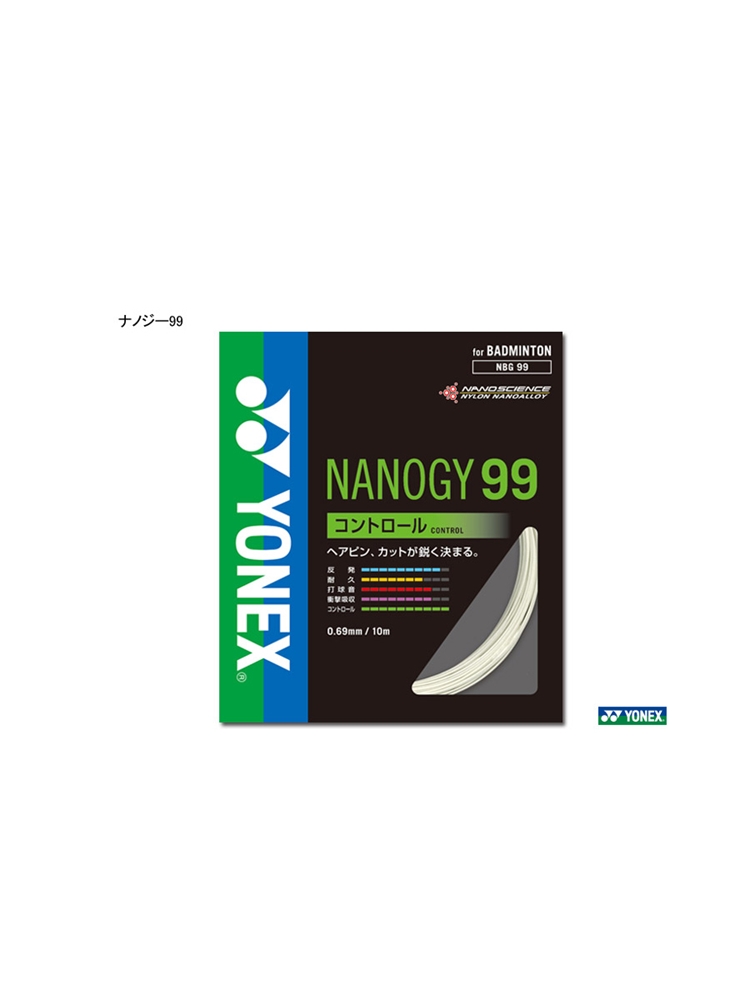 ナノジー99
for BADMINTON
NBG 99
NANOSCIENCE
NYLON NANOALLOY
NANOGY 99
コントロール CONTROL
ヘアピン、カットが鋭く決まる。
反発
耐久
打球音
衝撃吸収
コントロール
0.69mm / 10m
YONEX®
YONEX